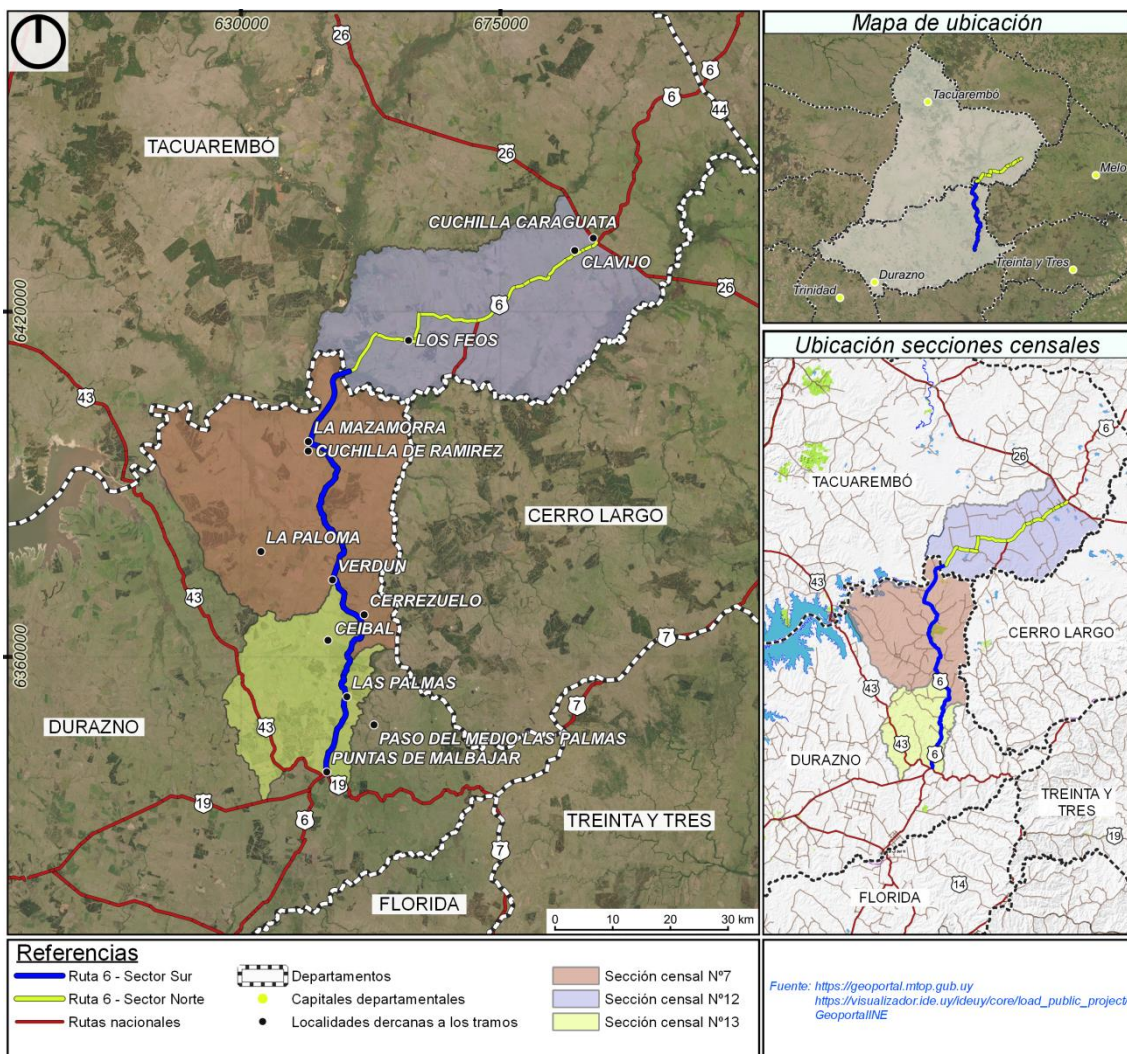 630000
675000
6420000
6360000
26
6
6
44
26
TACUAREMBÓ
CUCHILLA CARAGUATA
CLAVIJO
26
6
LOS FEOS
43
LA MAZAMORRA
CUCHILLA DE RAMIREZ
CERRO LARGO
LA PALOMA
VERDUN
43
CERREZUELO
CEIBAL
7
LAS PALMAS
7
DURAZNO
43
PASO DEL MEDIO LAS PALMAS
PUNTAS DE MALBAJAR
19
19
6
TREINTA Y TRES
7
FLORIDA
0 10 20 30 km
Mapa de ubicación
Tacuarembó
Melo
Durazno
Treinta y Tres
Trinidad
Ubicación secciones censales
6
26
TACUAREMBÓ
43
CERRO LARGO
6
43
6
DURAZNO
TREINTA Y
TRES
19
14
FLORIDA
Referencias
Ruta 6 - Sector Sur
Ruta 6 - Sector Norte
Rutas nacionales
Departamentos
Capitales departamentales
Localidades dercanas a los tramos
Sección censal Nº7
Sección censal Nº12
Sección censal Nº13
Fuente: https://geoportal.mtop.gub.uy
https://visualizador.ide.uy/ideuy/core/load_public_project/
GeoportalINE